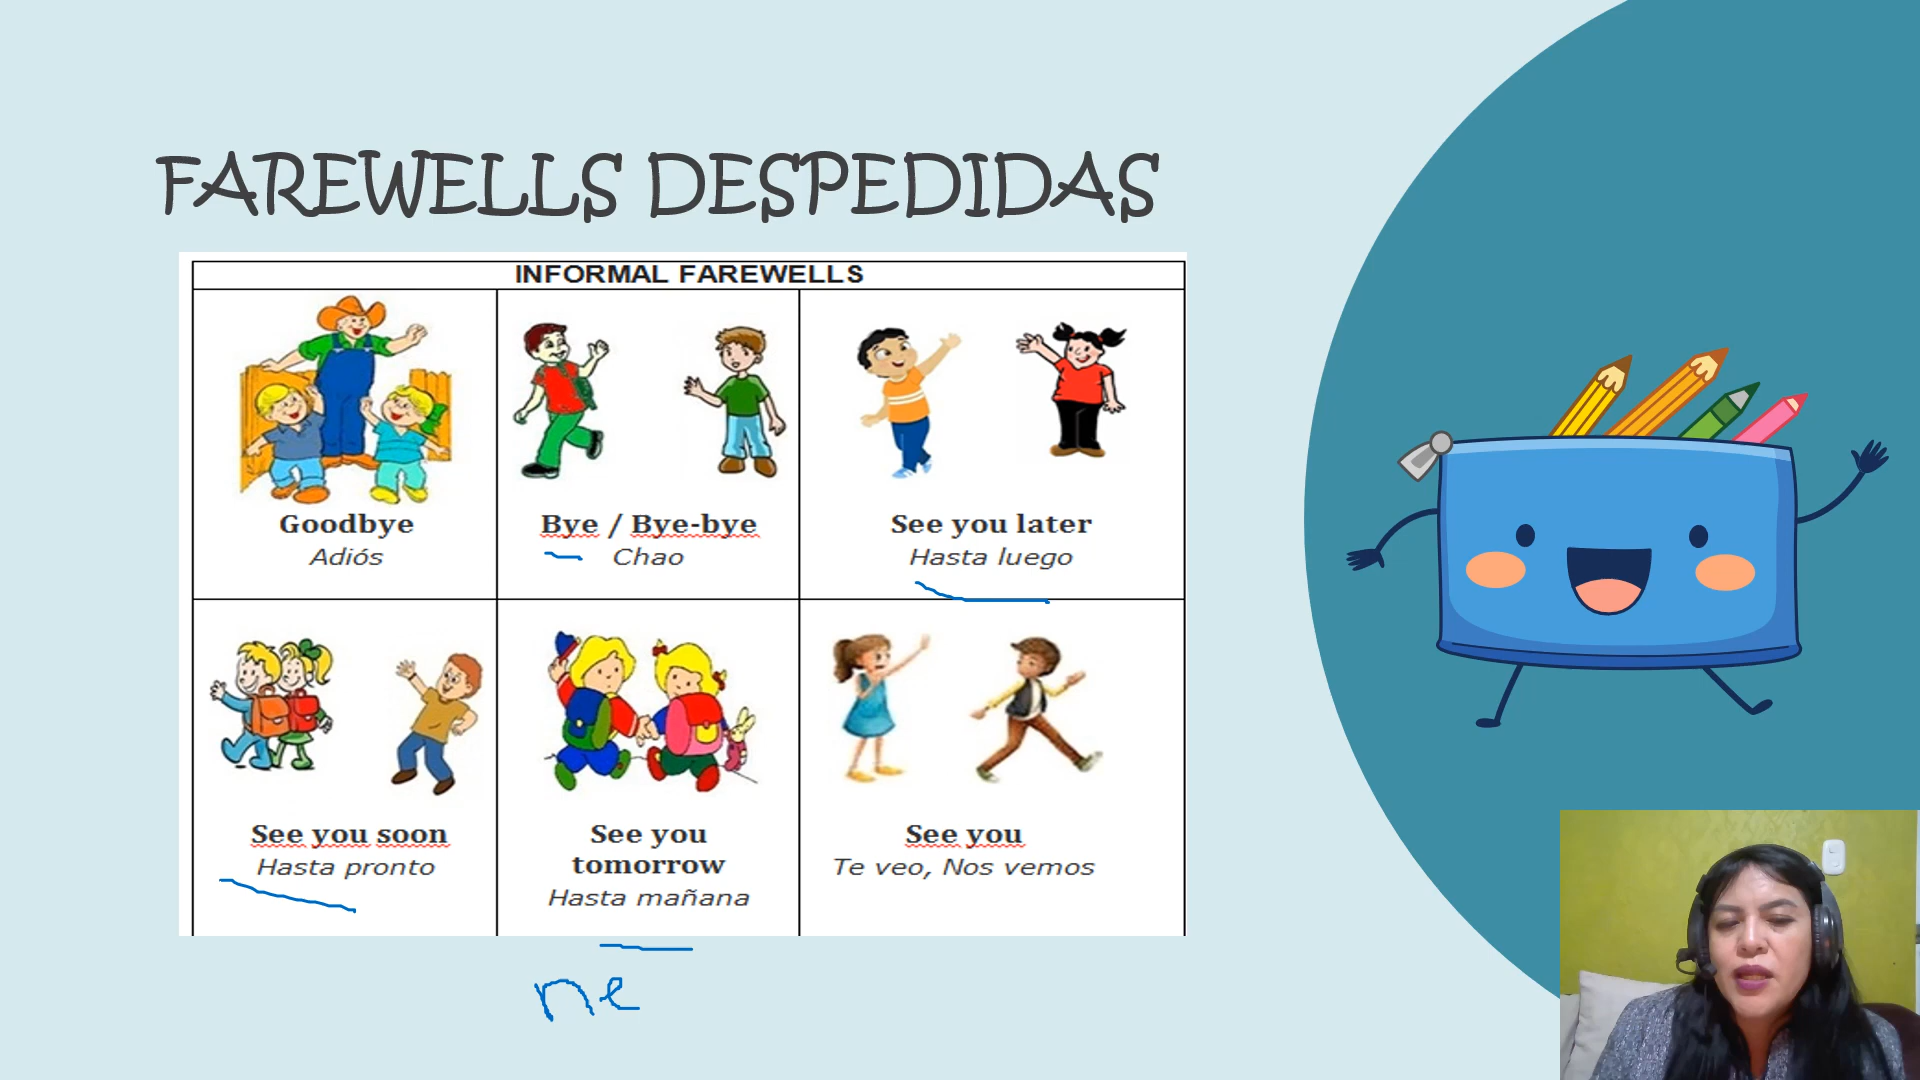 FAREWELLS DESPEDIDAS
INFORMAL FAREWELLS
Goodbye
Adiós
Bye / Bye-bye
Chao
See you later
Hasta luego
See you soon
Hasta pronto
See you
tomorrow
Hasta mañana
See you
Te veo, Nos vemos
ne